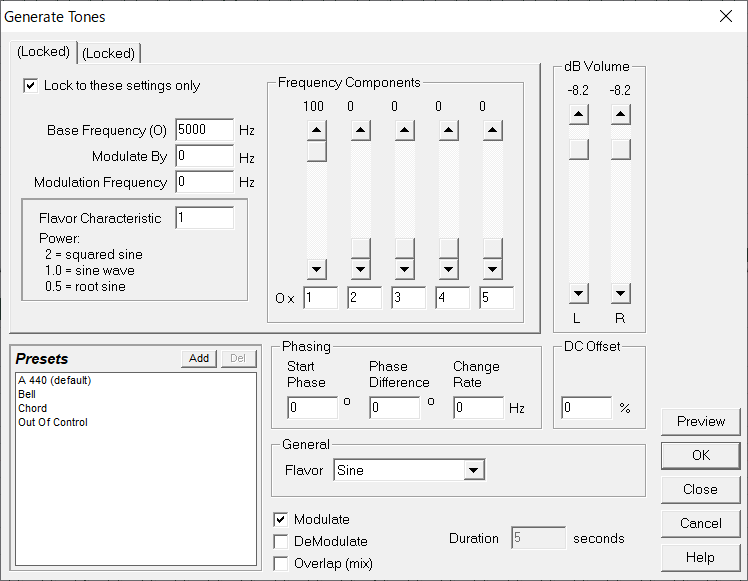 Generate Tones
(Locked) (Locked)
Lock to these settings only
Base Frequency (O) 5000 Hz
Modulate By 0 Hz
Modulation Frequency 0 Hz
Flavor Characteristic 1
Power:
2 = squared sine
1.0 = sine wave
0.5 = root sine
Frequency Components
100 0 0 0 0
O x 1 2 3 4 5
dB Volume
-8.2 -8.2
L R
Presets Add Del
A 440 (default)
Bell
Chord
Out Of Control
Phasing
Start Phase
Phase Difference
Change Rate
0 o 0 o 0 Hz
DC Offset
0 %
General
Flavor Sine
Modulate
DeModulate
Overlap (mix)
Duration 5 seconds
Preview
OK
Close
Cancel
Help